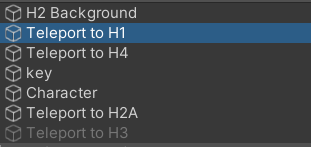 H2 Background
Teleport to H1
Teleport to H4
key
Character
Teleport to H2A
Teleport to H3